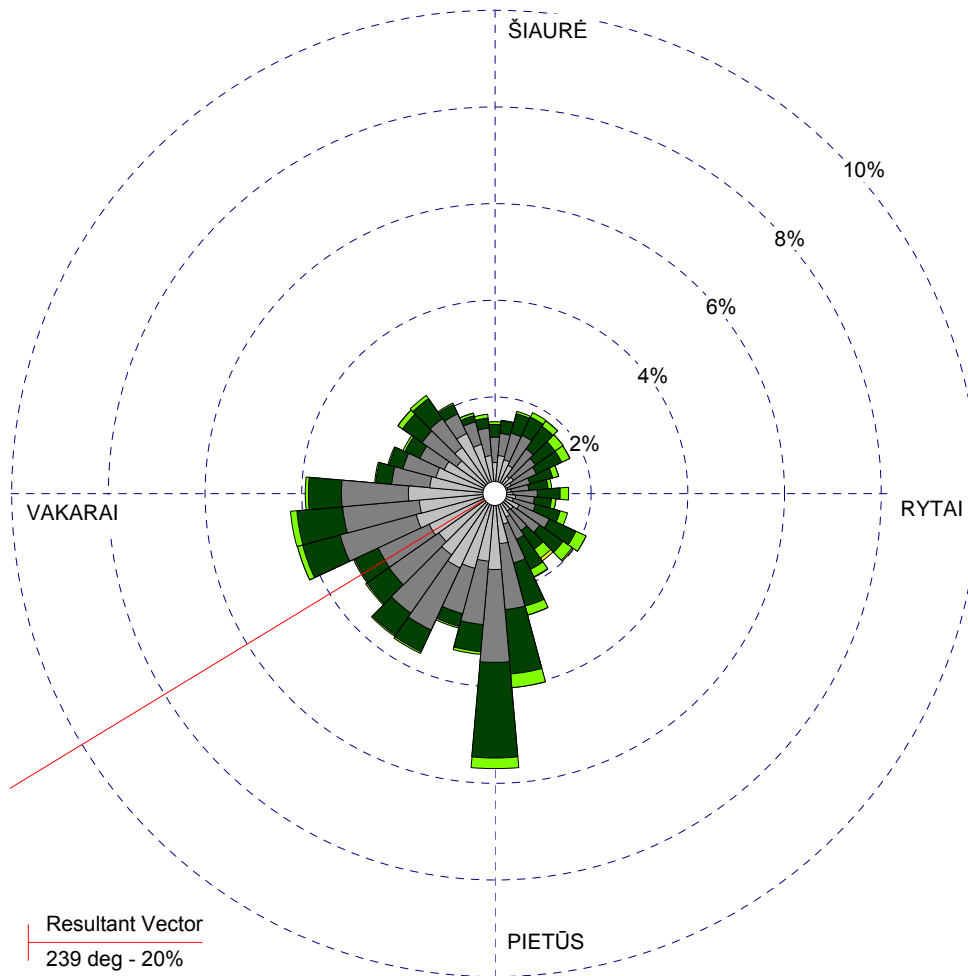 ŠIAURĖ
10%
8%
6%
4%
2%
VAKARAI
RYTAI
PIETŪS
Resultant Vector
239 deg - 20%